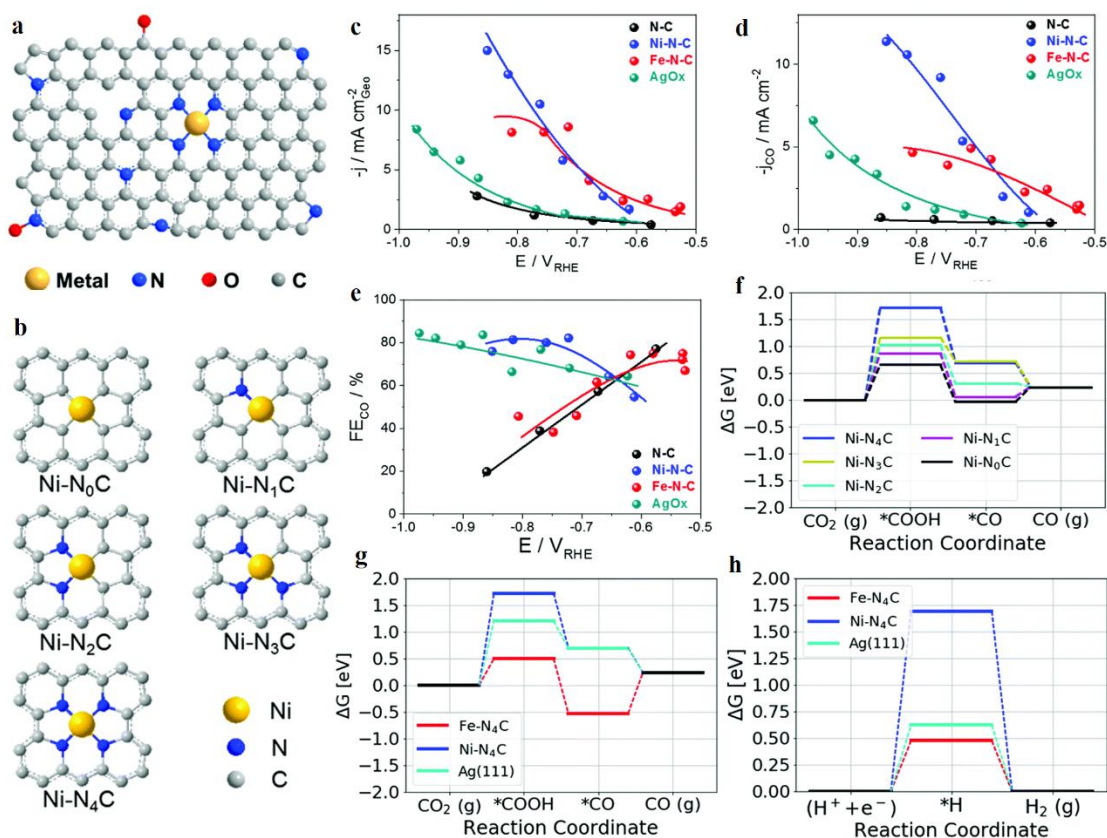 a
Metal N O C
b
Ni-N₀C Ni-N₁C
Ni-N₂C Ni-N₃C
Ni-N₄C
Ni
N
C
c
-j / mA cm⁻²Geo
15
10
5
0
N-C
Ni-N-C
Fe-N-C
AgOx
-1.0 -0.9 -0.8 -0.7 -0.6 -0.5
E / VRHE
d
-jCO / mA cm⁻²
10
5
0
N-C
Ni-N-C
Fe-N-C
AgOx
-1.0 -0.9 -0.8 -0.7 -0.6 -0.5
E / VRHE
e
FECO / %
100
80
60
40
20
0
N-C
Ni-N-C
Fe-N-C
AgOx
-1.0 -0.9 -0.8 -0.7 -0.6 -0.5
E / VRHE
f
ΔG [eV]
2.0
1.5
1.0
0.5
0.0
−0.5
−1.0
−1.5
−2.0
Ni-N₄C Ni-N₁C
Ni-N₃C Ni-N₀C
Ni-N₂C
CO₂ (g) *COOH *CO CO (g)
Reaction Coordinate
g
ΔG [eV]
2.0
1.5
1.0
0.5
0.0
−0.5
−1.0
−1.5
−2.0
Fe-N₄C
Ni-N₄C
Ag(111)
CO₂ (g) *COOH *CO CO (g)
Reaction Coordinate
h
ΔG [eV]
2.00
1.75
1.50
1.25
1.00
0.75
0.50
0.25
0.00
Fe-N₄C
Ni-N₄C
Ag(111)
(H⁺+e⁻) *H H₂ (g)
Reaction Coordinate